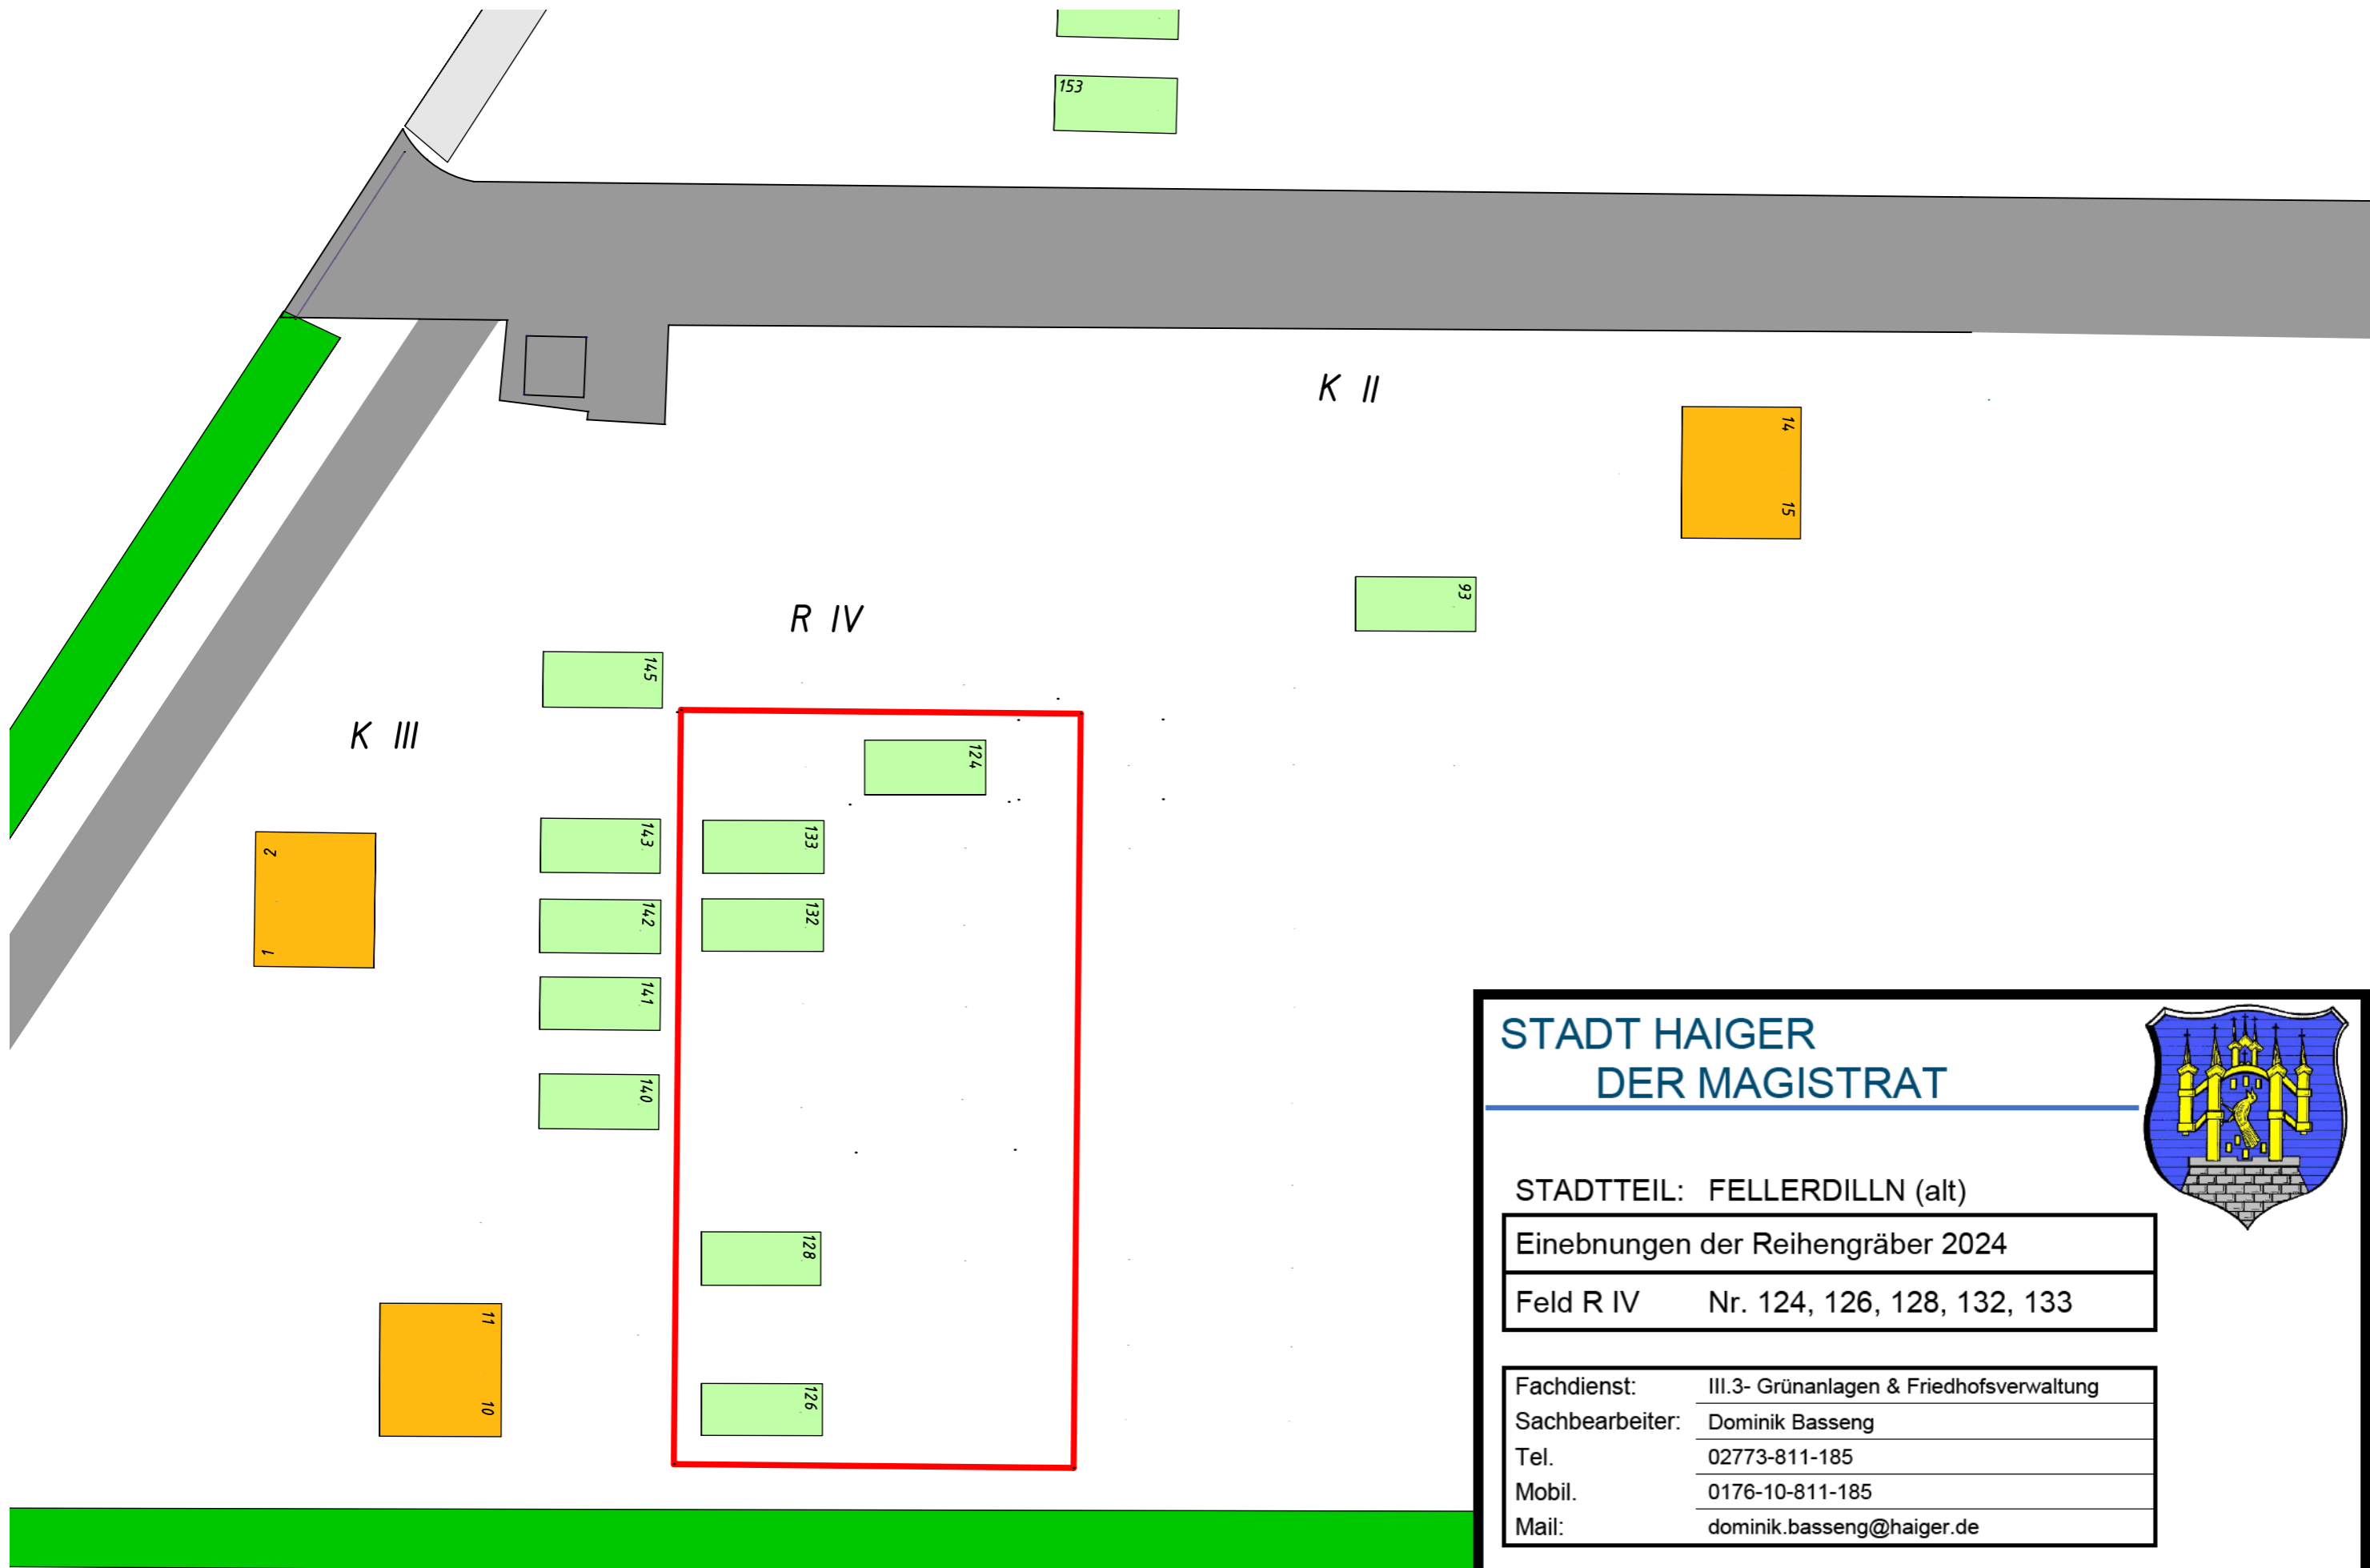 153
K II
14
15
93
R IV
145
K III
124
143
133
2
142
132
1
141
140
128
11
10
126
STADT HAIGER
DER MAGISTRAT
STADTTEIL: FELLERDILLN (alt)
Einebnungen der Reihengräber 2024
Feld R IV Nr. 124, 126, 128, 132, 133
Fachdienst: III.3- Grünanlagen & Friedhofsverwaltung
Sachbearbeiter: Dominik Basseng
Tel. 02773-811-185
Mobil. 0176-10-811-185
Mail: dominik.basseng@haiger.de